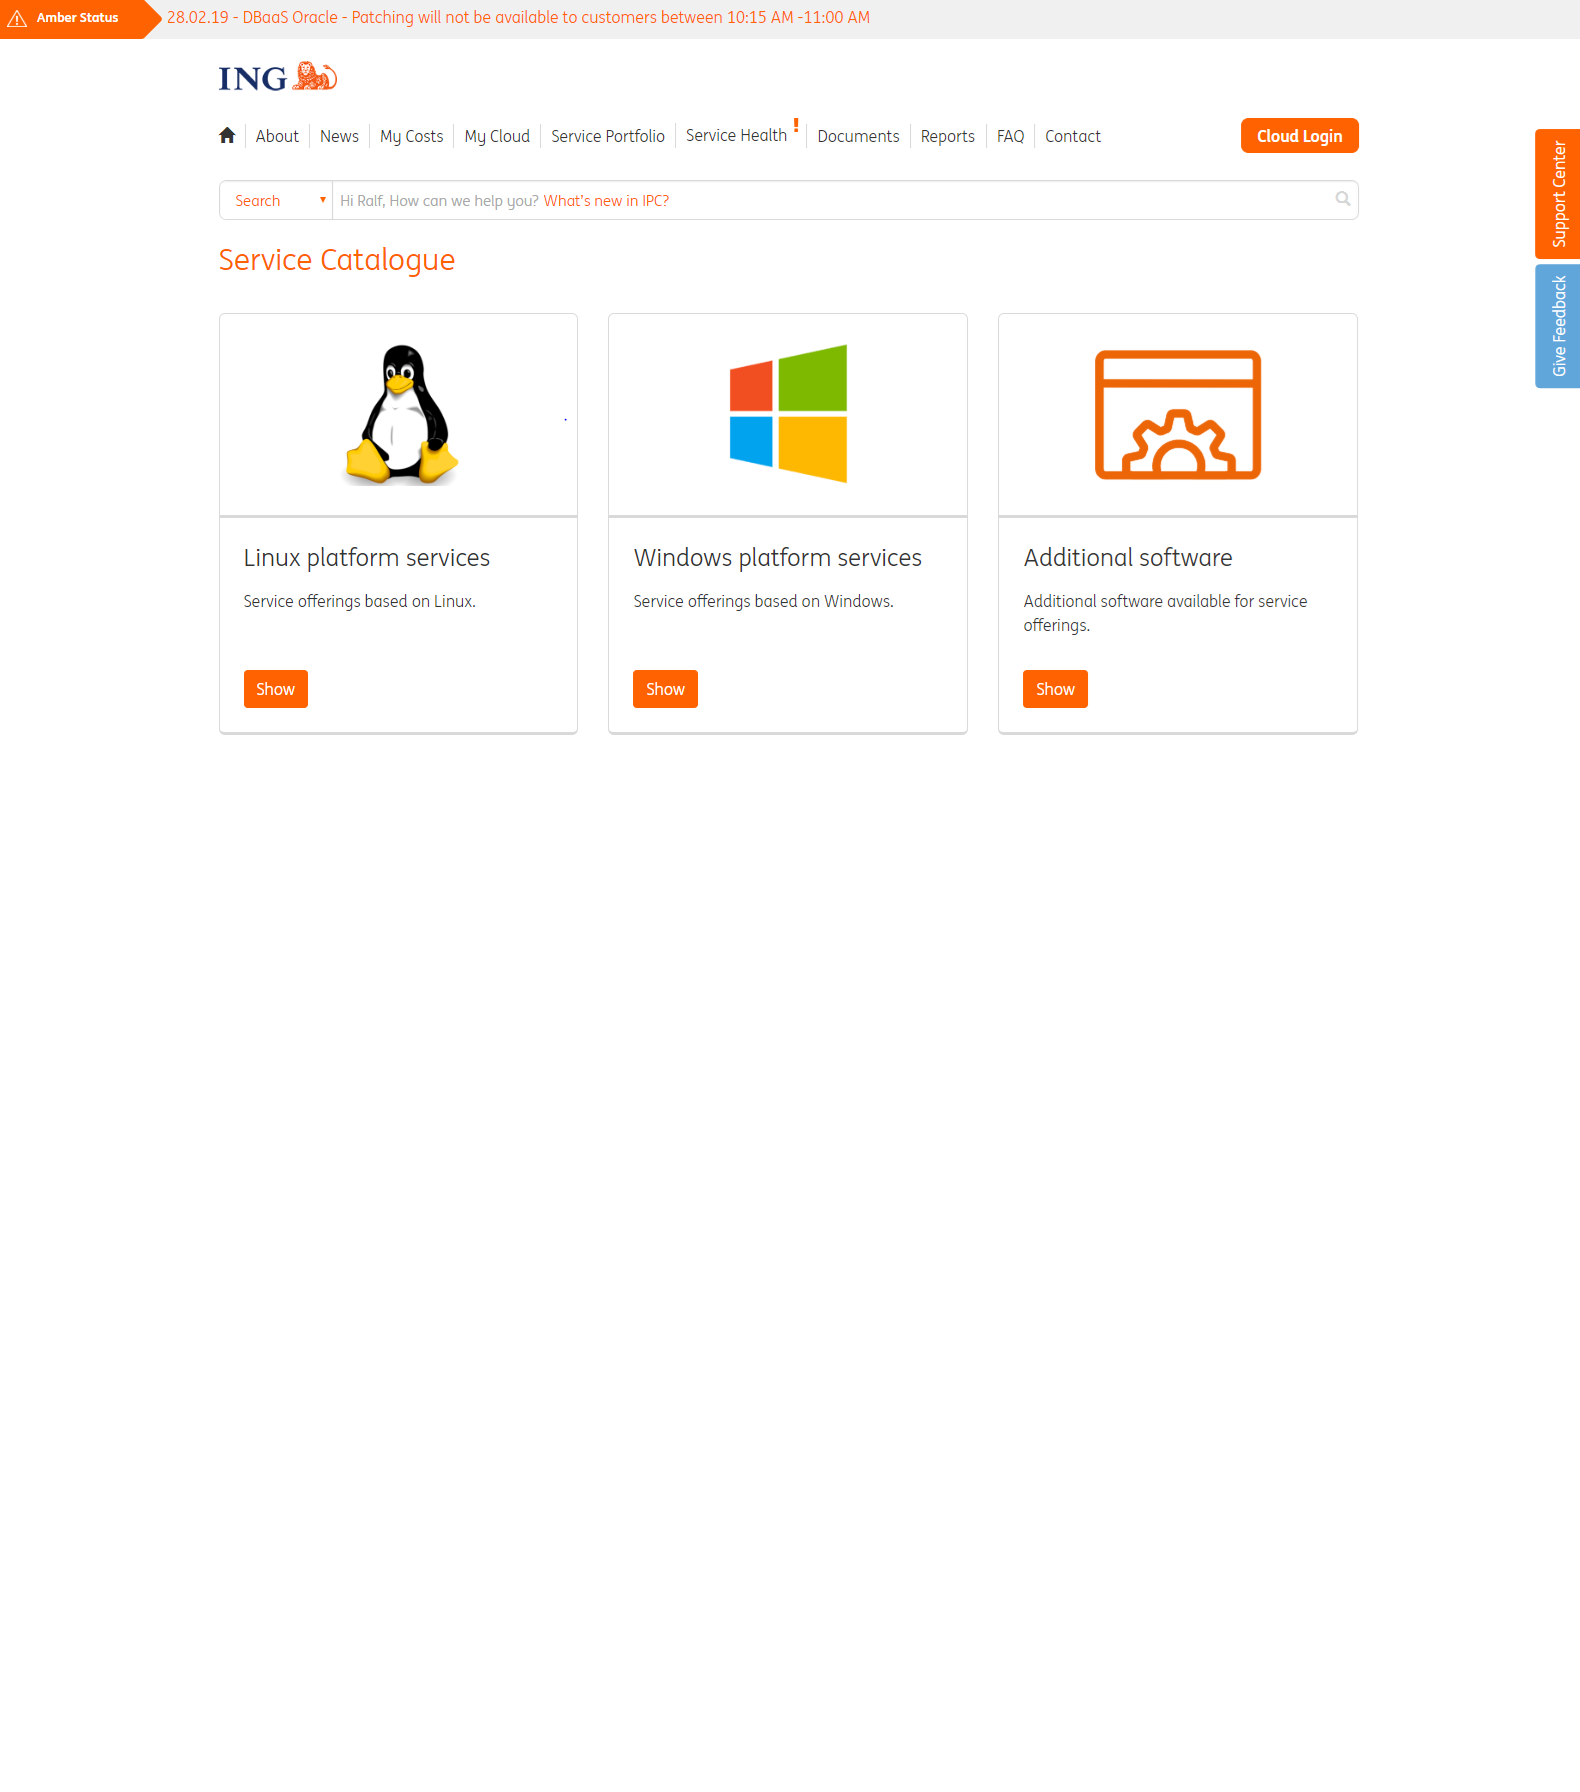 Amber Status 28.02.19 - DBaaS Oracle - Patching will not be available to customers between 10:15 AM -11:00 AM
ING
About News My Costs My Cloud Service Portfolio Service Health ! Documents Reports FAQ Contact Cloud Login
Search Hi Ralf, How can we help you? What's new in IPC?
Support Center
Give Feedback
Service Catalogue
Linux platform services
Service offerings based on Linux.
Show
Windows platform services
Service offerings based on Windows.
Show
Additional software
Additional software available for service
offerings.
Show